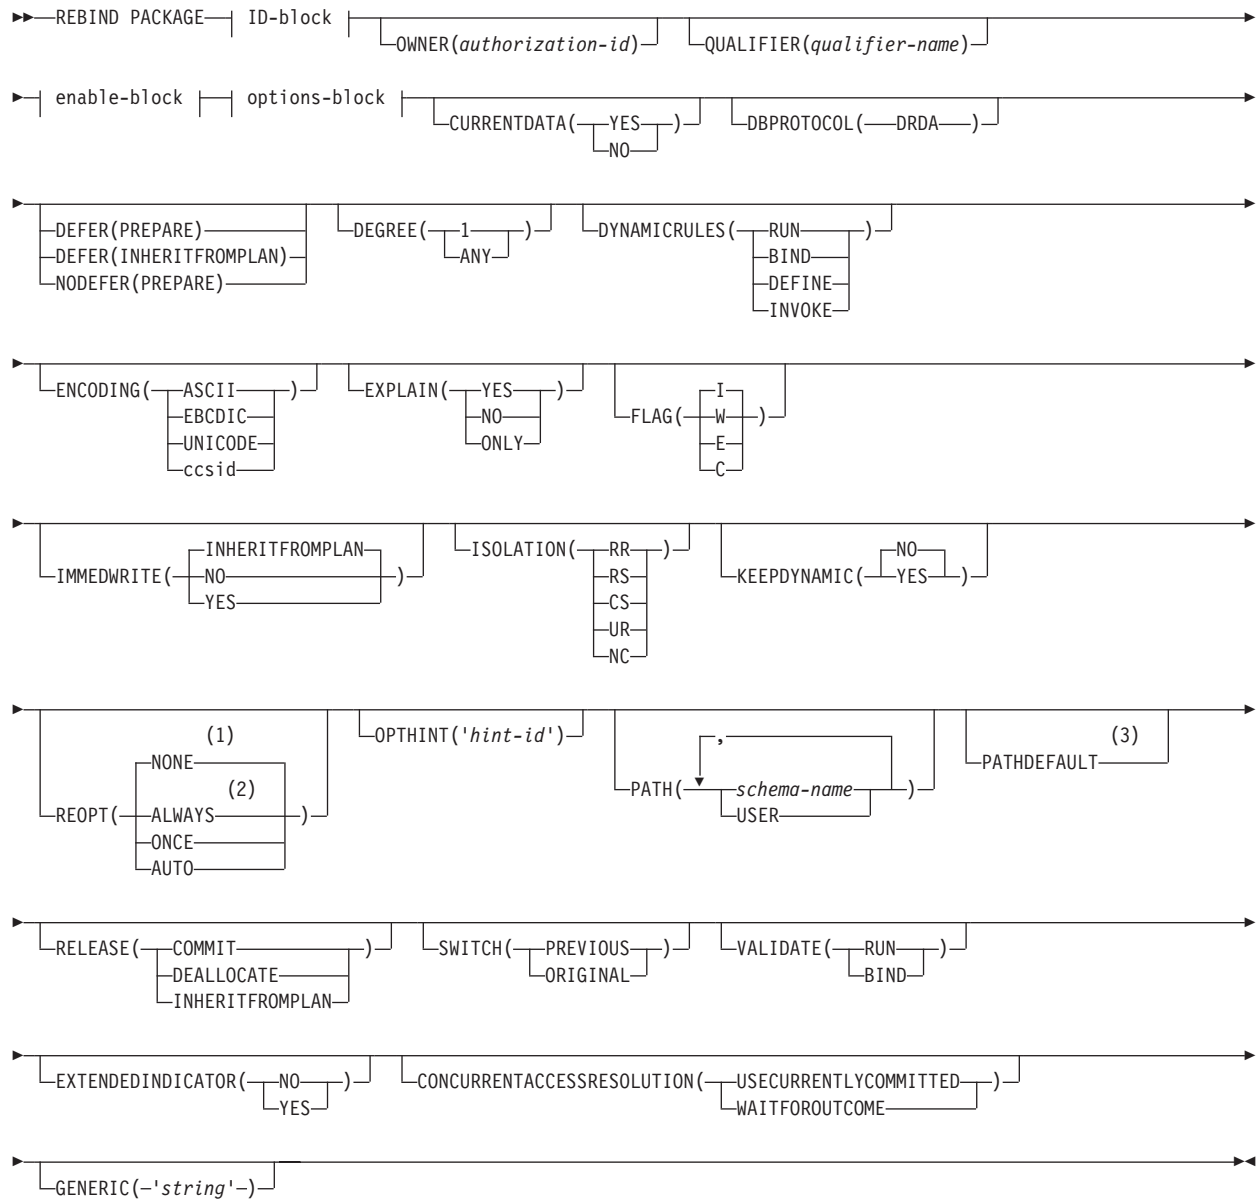 REBIND PACKAGE ID-block
OWNER(authorization-id) QUALIFIER(qualifier-name)
enable-block options-block
CURRENTDATA( YES ) DBPROTOCOL( DRDA )
NO
DEFER(PREPARE) DEGREE( 1 ) DYNAMICRULES( RUN )
DEFER(INHERITFROMPLAN) ANY BIND
NODEFER(PREPARE) DEFINE
INVOKE
ENCODING( ASCII ) EXPLAIN( YES ) I
EBCDIC NO FLAG( W )
UNICODE ONLY E
ccsid C
INHERITFROMPLAN ISOLATION( RR ) NO
IMMEDWRITE( NO ) RS KEEPDYNAMIC( YES )
YES CS
UR
NC
(1) OPTHINT('hint-id') , (3)
NONE PATHDEFAULT
(2) PATH( schema-name )
REOPT( ALWAYS ) USER
ONCE
AUTO
RELEASE( COMMIT ) SWITCH( PREVIOUS ) VALIDATE( RUN )
DEALLOCATE ORIGINAL BIND
INHERITFROMPLAN
EXTENDEDINDICATOR( NO ) CONCURRENTACCESSRESOLUTION( USECURRENTLYCOMMITTED )
YES WAITFOROUTCOME
GENERIC( 'string' )